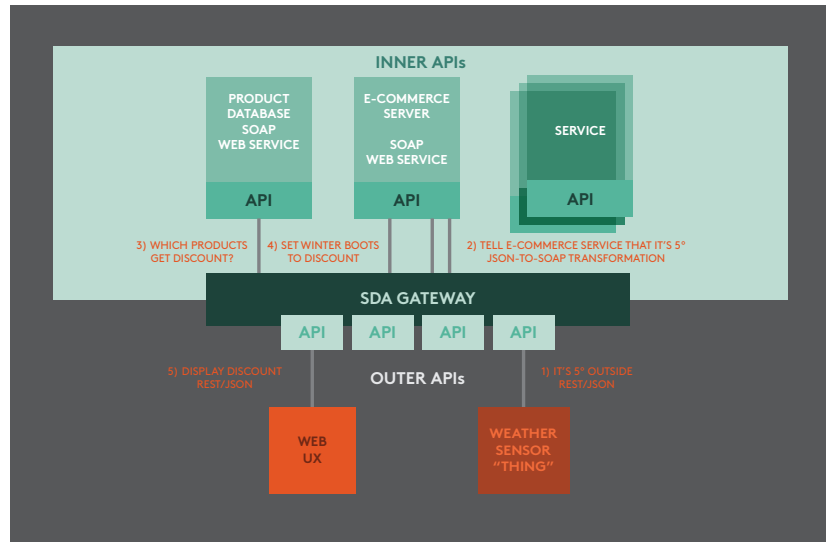 INNER APIs
PRODUCT
DATABASE
SOAP
WEB SERVICE
API
E-COMMERCE
SERVER
SOAP
WEB SERVICE
API
SERVICE
API
3) WHICH PRODUCTS
GET DISCOUNT?
4) SET WINTER BOOTS
TO DISCOUNT
2) TELL E-COMMERCE SERVICE THAT IT'S 5°
JSON-TO-SOAP TRANSFORMATION
SDA GATEWAY
API
API
API
API
5) DISPLAY DISCOUNT
REST/JSON
OUTER APIs
1) IT'S 5° OUTSIDE
REST/JSON
WEB
UX
WEATHER
SENSOR
“THING”